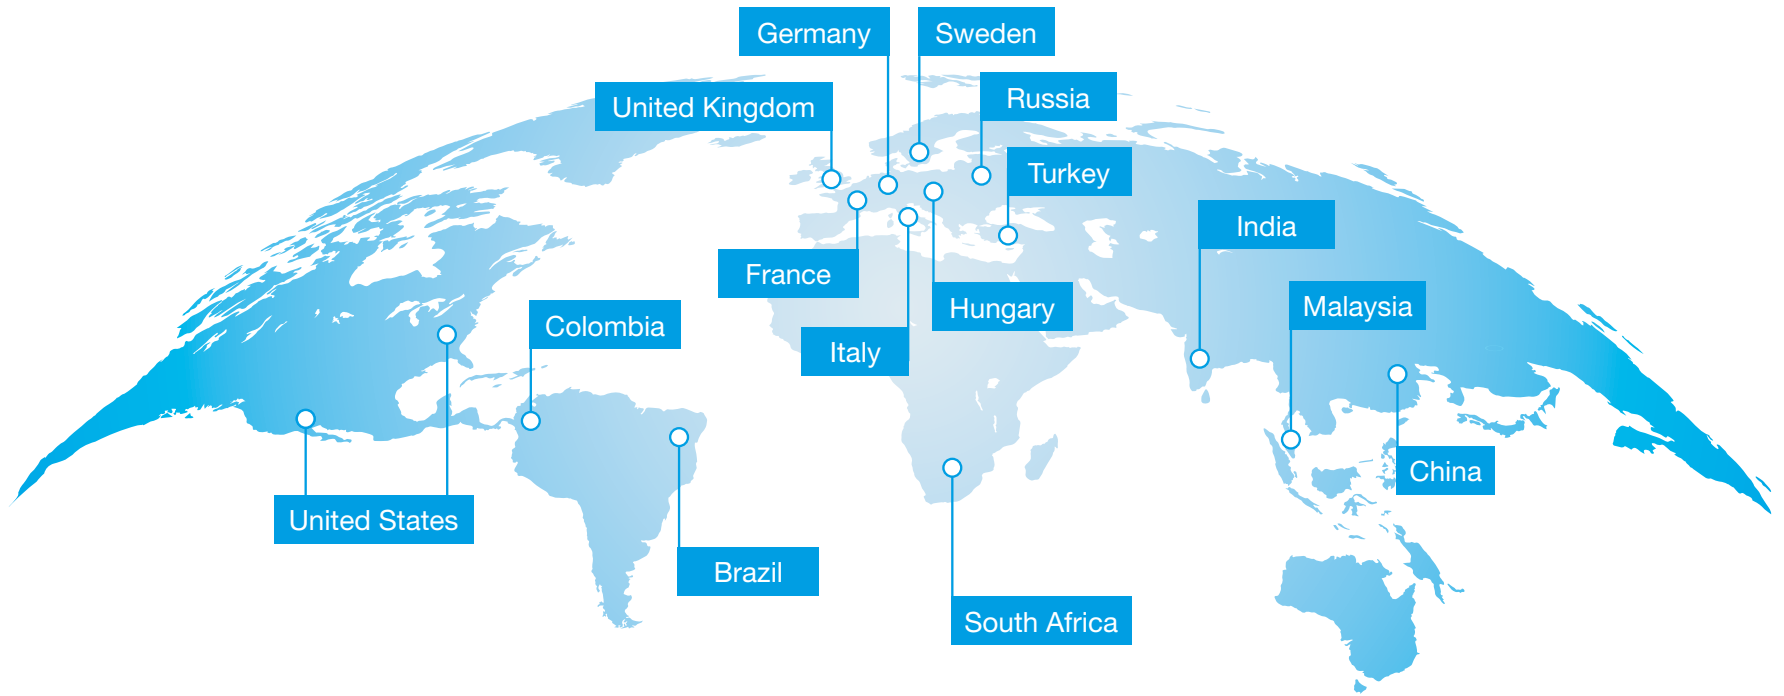 Germany
Sweden
United Kingdom
Russia
Turkey
India
France
Hungary
Malaysia
Colombia
Italy
China
United States
Brazil
South Africa